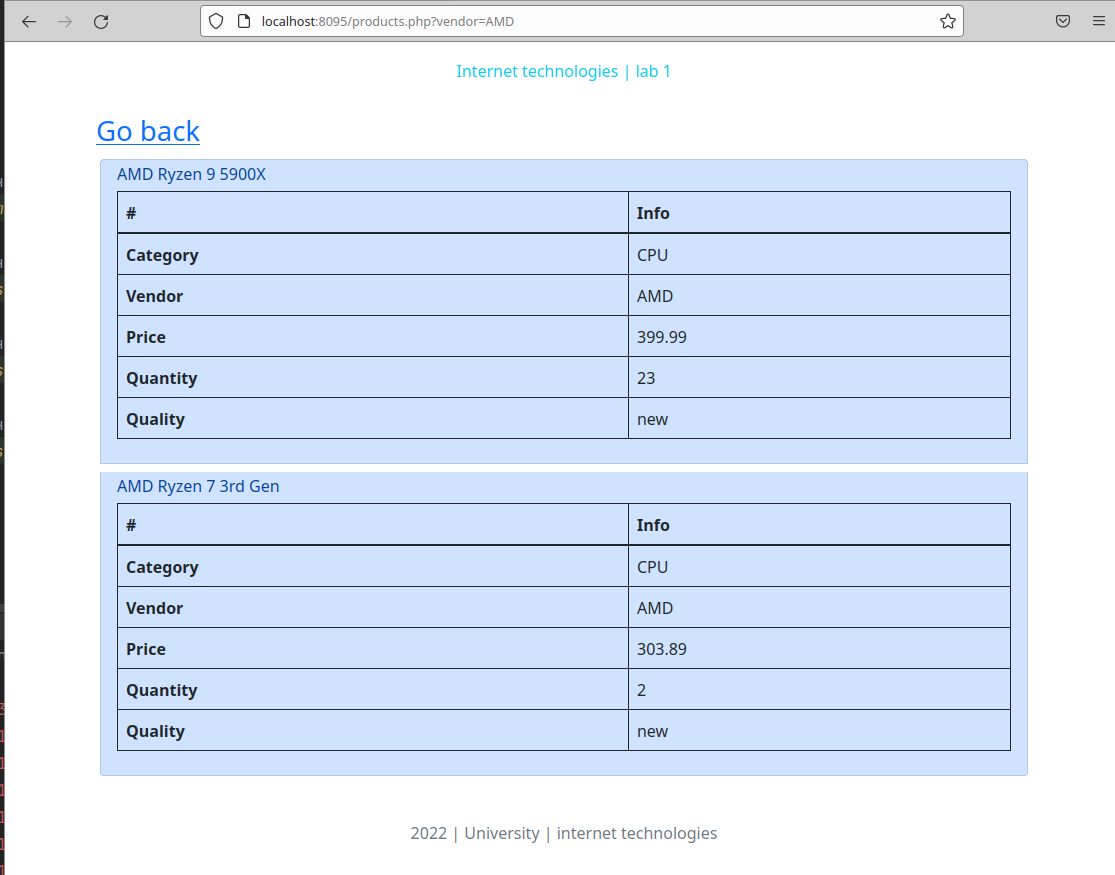 localhost:8095/products.php?vendor=AMD
Internet technologies | lab 1
Go back
AMD Ryzen 9 5900X
# Info
Category CPU
Vendor AMD
Price 399.99
Quantity 23
Quality new
AMD Ryzen 7 3rd Gen
# Info
Category CPU
Vendor AMD
Price 303.89
Quantity 2
Quality new
2022 | University | internet technologies